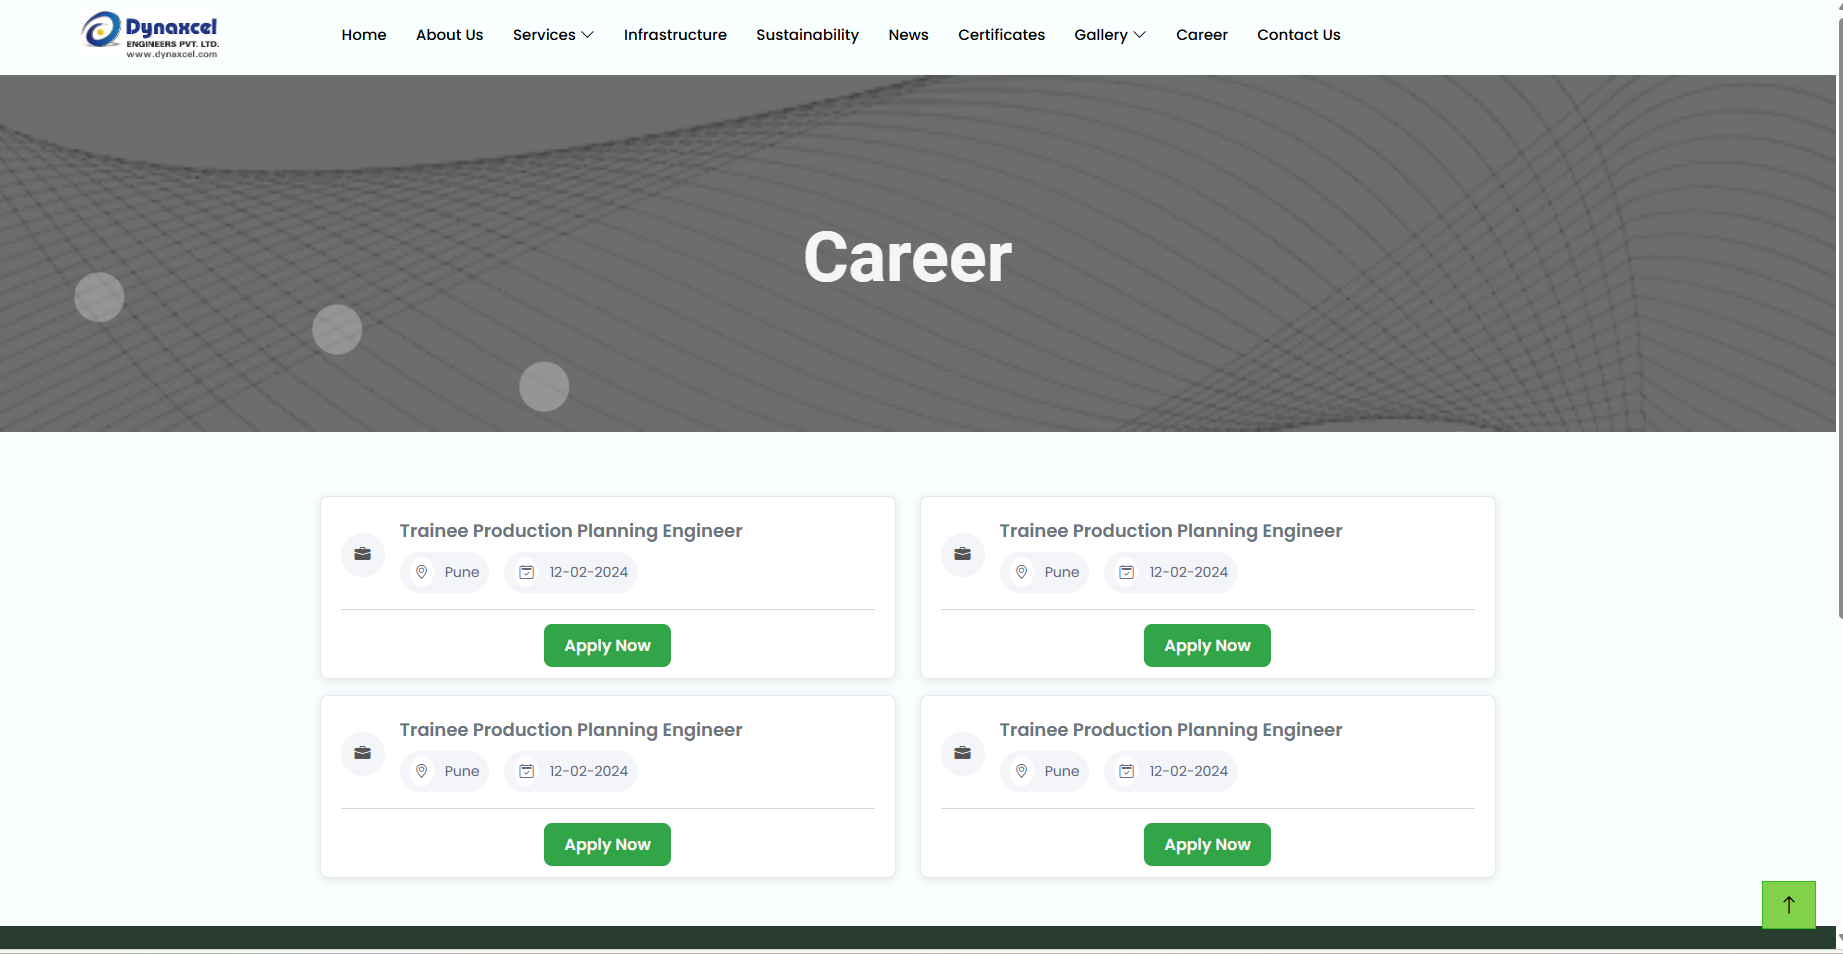 Dynaxcel
ENGINEERS PVT. LTD.
www.dynaxcel.com
Home About Us Services Infrastructure Sustainability News Certificates Gallery Career Contact Us
Career
Trainee Production Planning Engineer
Pune 12-02-2024
Apply Now
Trainee Production Planning Engineer
Pune 12-02-2024
Apply Now
Trainee Production Planning Engineer
Pune 12-02-2024
Apply Now
Trainee Production Planning Engineer
Pune 12-02-2024
Apply Now